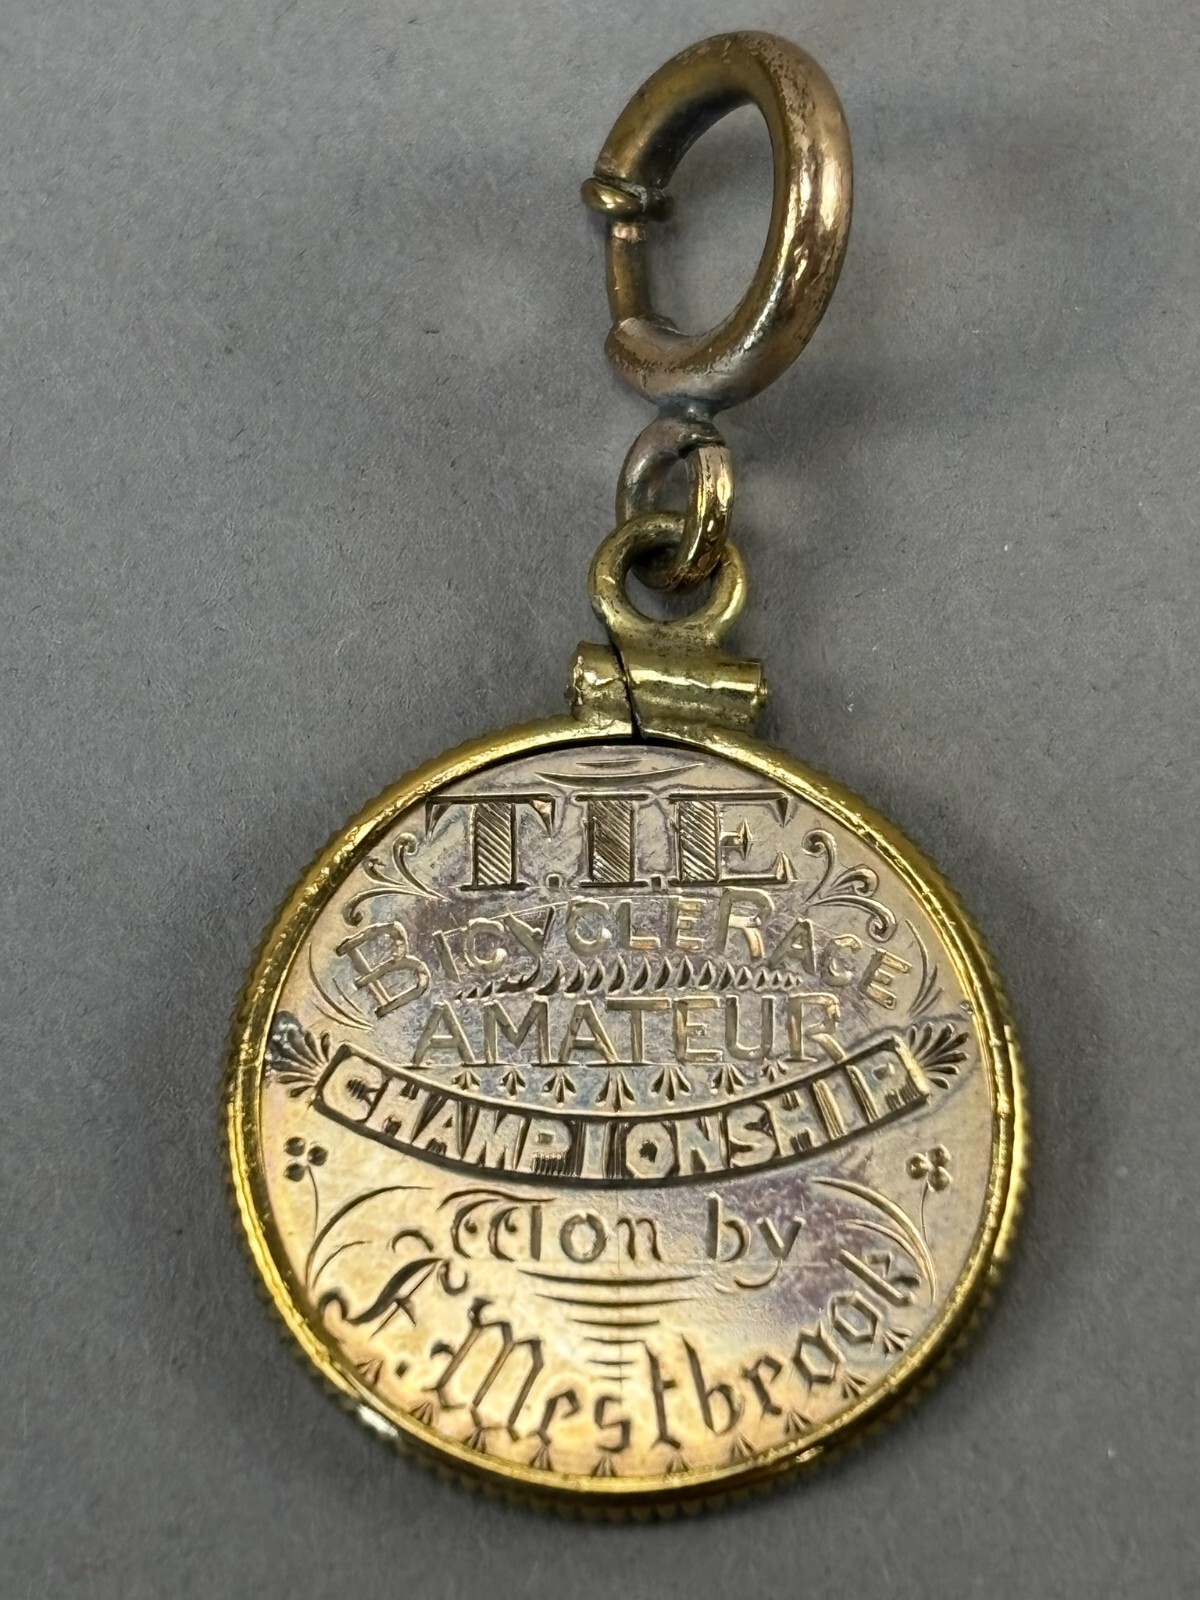 T.I.E
BICYCLE RACE
AMATEUR
CHAMPIONSHIP
Won by
F. Westbrook